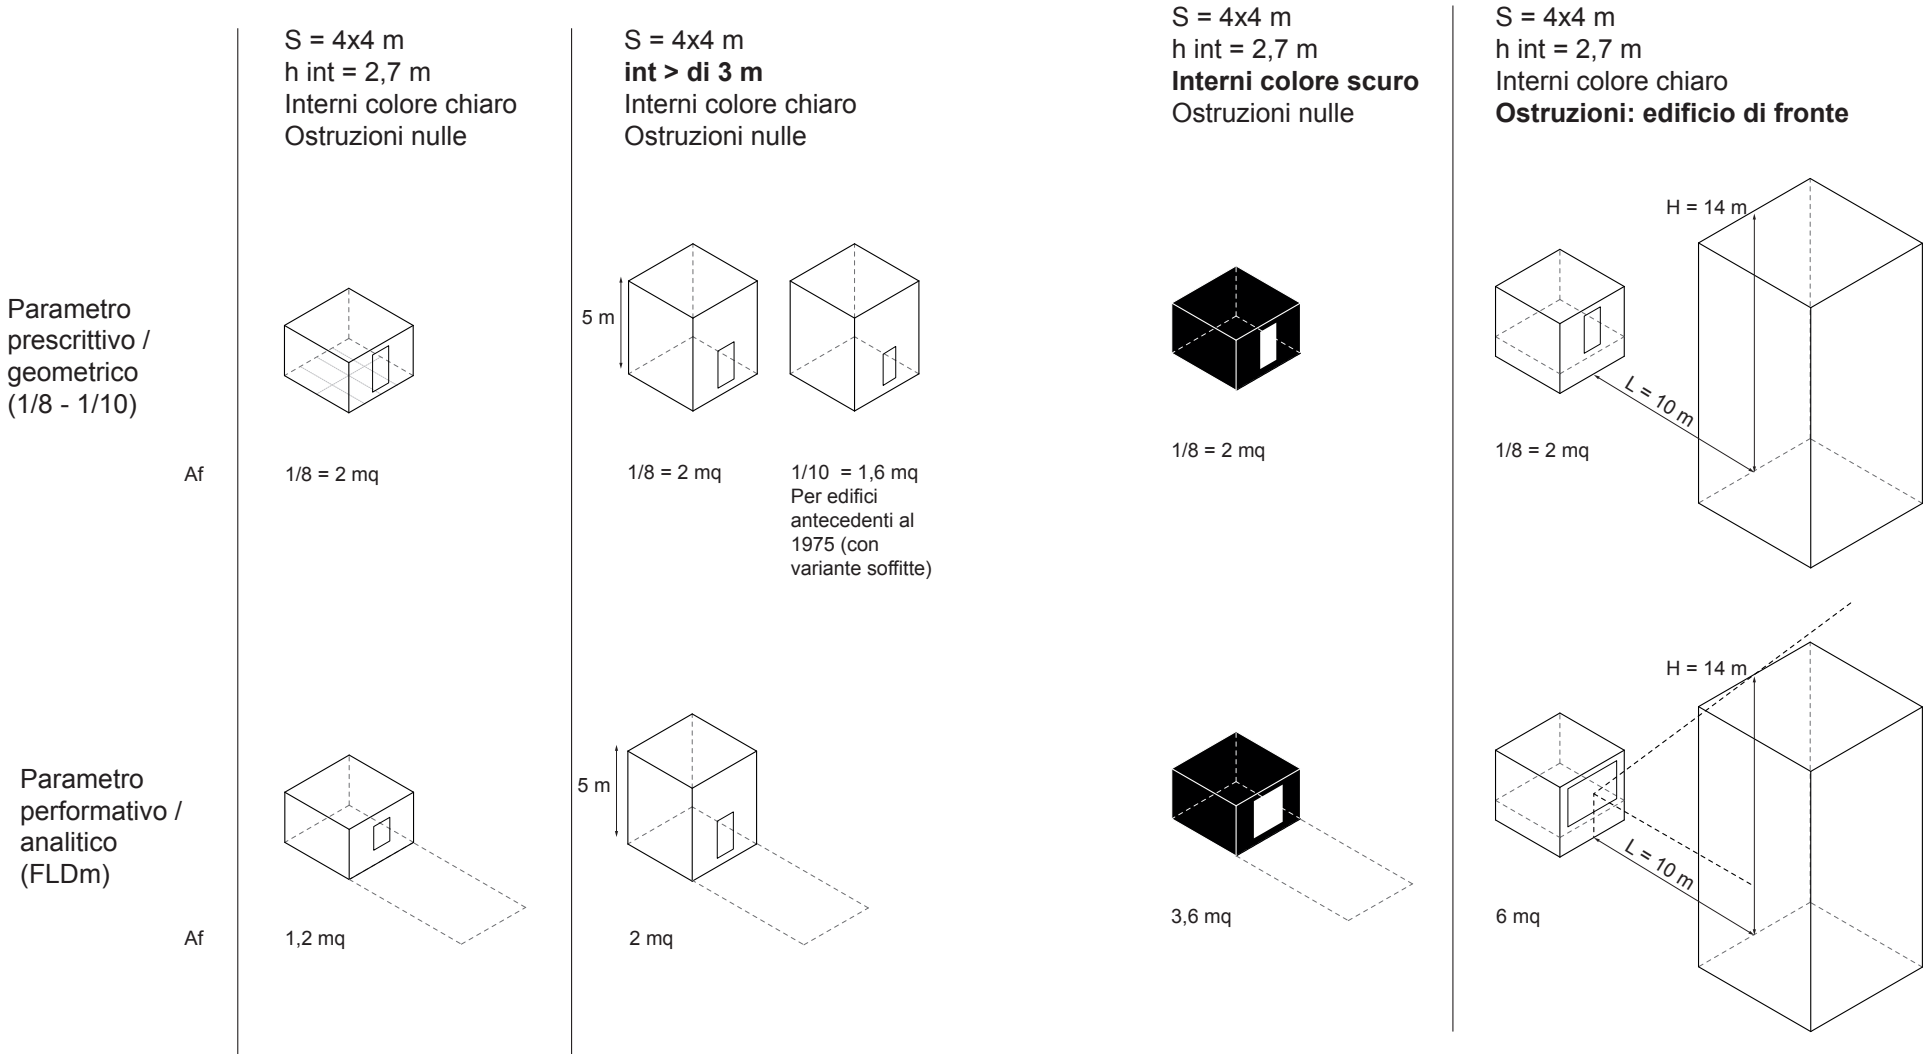 S = 4x4 m
h int = 2,7 m
Interni colore chiaro
Ostruzioni nulle
S = 4x4 m
int > di 3 m
Interni colore chiaro
Ostruzioni nulle
S = 4x4 m
h int = 2,7 m
Interni colore scuro
Ostruzioni nulle
S = 4x4 m
h int = 2,7 m
Interni colore chiaro
Ostruzioni: edificio di fronte
Parametro
prescrittivo /
geometrico
(1/8 - 1/10)
5 m
H = 14 m
L = 10 m
Af
1/8 = 2 mq
1/8 = 2 mq
1/10 = 1,6 mq
Per edifici
antecedenti al
1975 (con
variante soffitte)
1/8 = 2 mq
1/8 = 2 mq
Parametro
performativo /
analitico
(FLDm)
5 m
H = 14 m
L = 10 m
Af
1,2 mq
2 mq
3,6 mq
6 mq